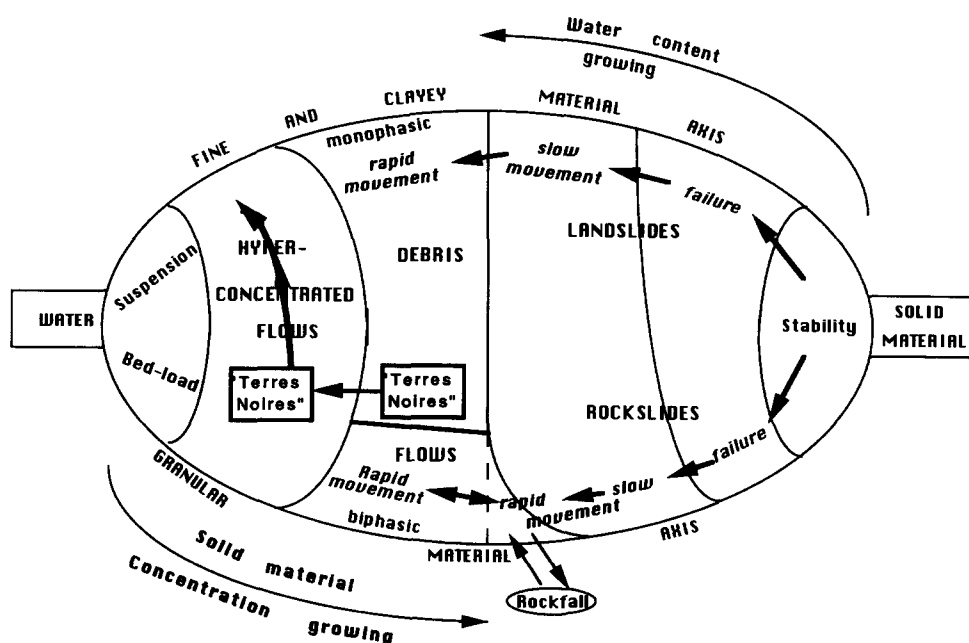 Water content
growing
FINE AND CLAYEY MATERIAL AXIS
monophasic
rapid
movement
slow
movement
failure
LANDSLIDES
HYPER-
CONCENTRATED
FLOWS
DEBRIS
Suspension
WATER
Bed-load
Stability
SOLID
MATERIAL
"Terres
Noires"
"Terres
Noires"
ROCKSLIDES
FLOWS
failure
Rapid
movement
rapid
movement
slow
biphasic
GRANULAR MATERIAL AXIS
Rockfall
Solid material
Concentration growing